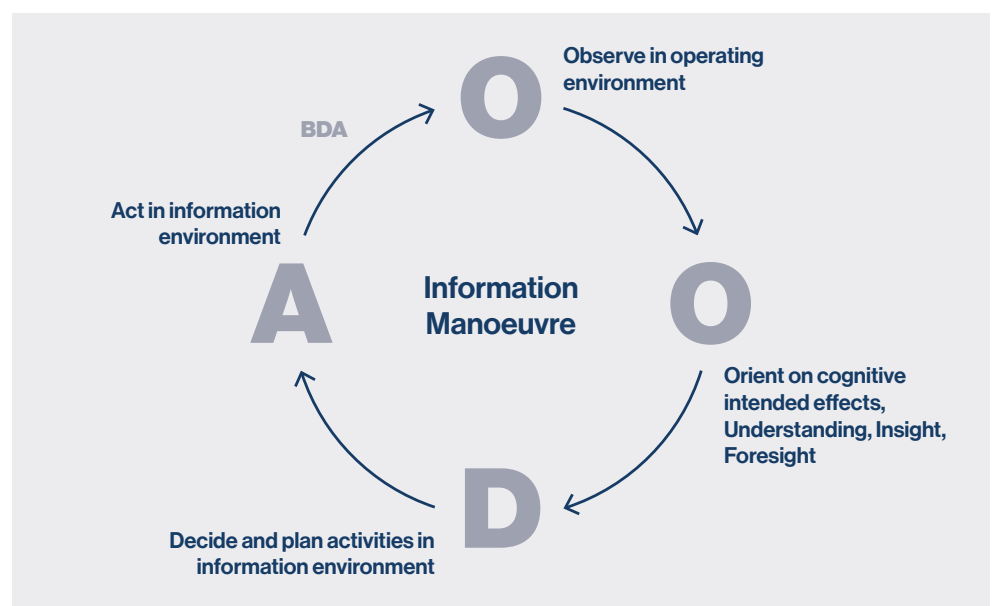 O
Observe in operating
environment
BDA
Act in information
environment
A
Information
Manoeuvre
O
Orient on cognitive
intended effects,
Understanding, Insight,
Foresight
D
Decide and plan activities in
information environment